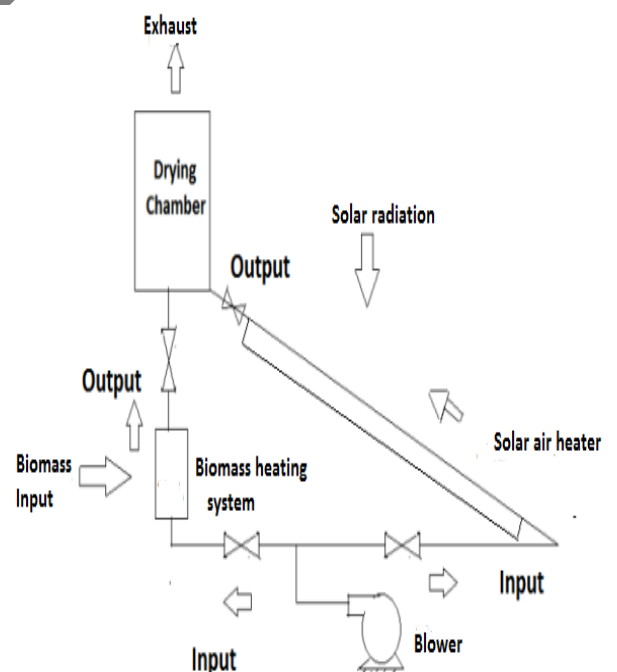 Exhaust
Drying
Chamber
Solar radiation
Output
Output
Solar air heater
Biomass
Input
Biomass heating
system
Input
Blower
Input